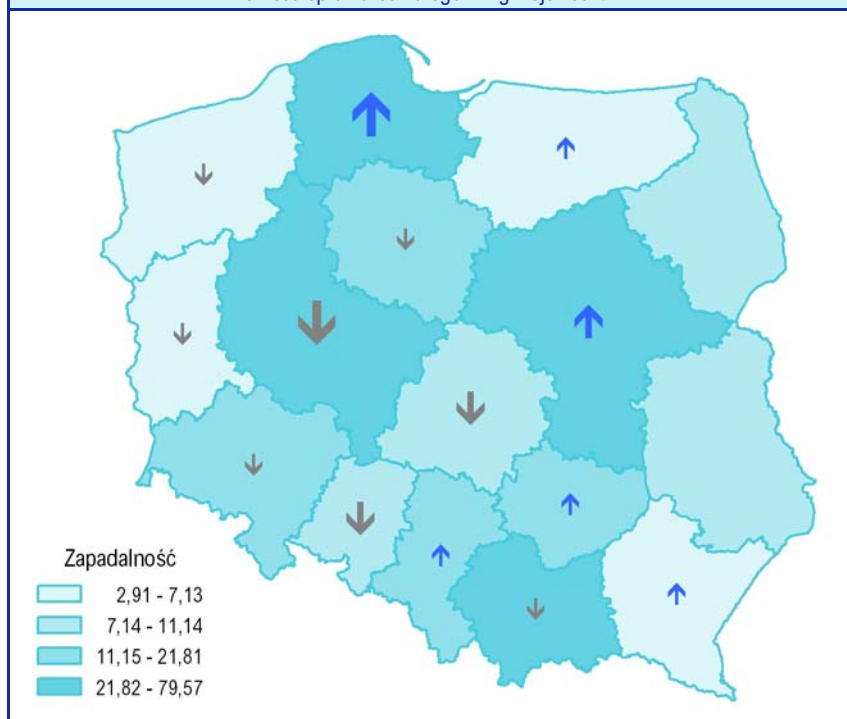 Zapadalność
2,91 - 7,13
7,14 - 11,14
11,15 - 21,81
21,82 - 79,57